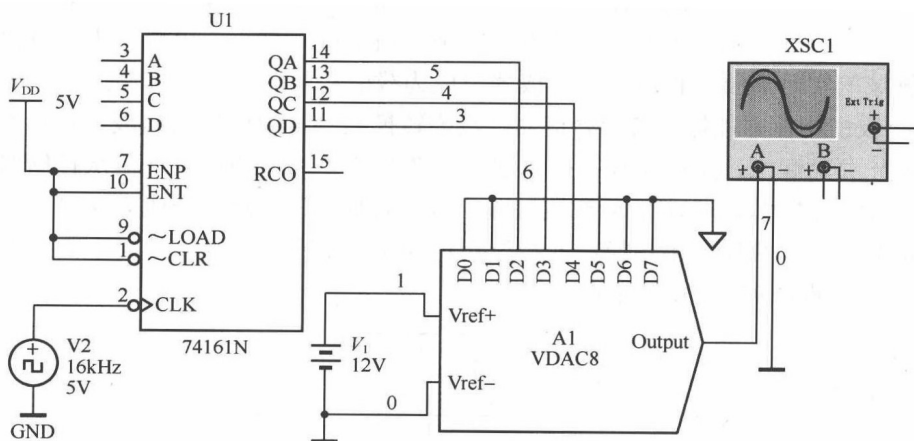 U1
XSC1
V_DD
5V
3
4
5
6
7
10
9
1
2
A
B
C
D
ENP
ENT
~LOAD
~CLR
CLK
QA
QB
QC
QD
RCO
14
13
12
11
15
5
4
3
6
74161N
V2
16kHz
5V
GND
V1
12V
1
0
D0
D1
D2
D3
D4
D5
D6
D7
Vref+
Vref−
A1
VDAC8
Output
Ext Trig
+
−
A
B
+
−
+
−
7
0